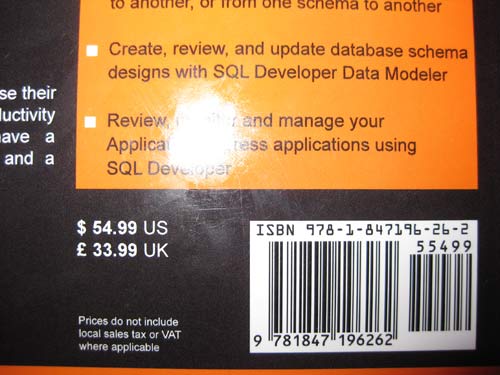 to another, or from one schema to another
Create, review, and update database schema
designs with SQL Developer Data Modeler
se their
ductivity
have a
and a
Review, and manage your
applications using
SQL Developer
$ 54.99 US
£ 33.99 UK
Prices do not include
local sales tax or VAT
where applicable
ISBN 978-1-847196-26-2
55499
9 781847 196262